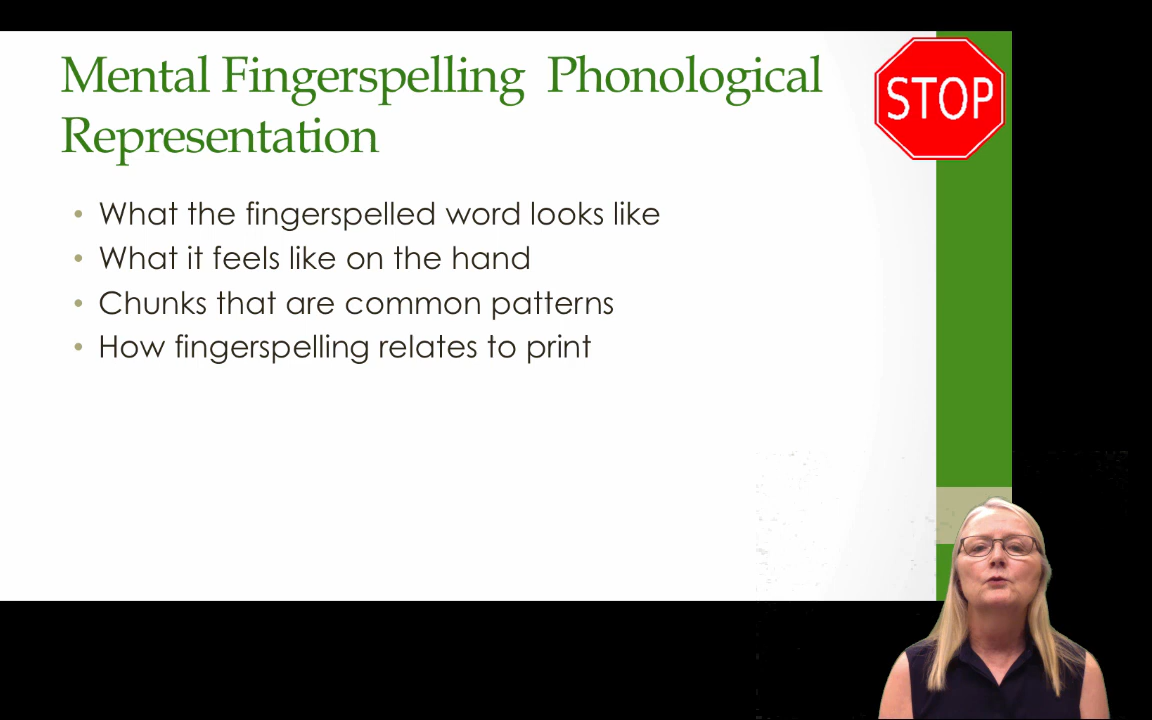 Mental Fingerspelling Phonological
Representation
STOP
• What the fingerspelled word looks like
• What it feels like on the hand
• Chunks that are common patterns
• How fingerspelling relates to print